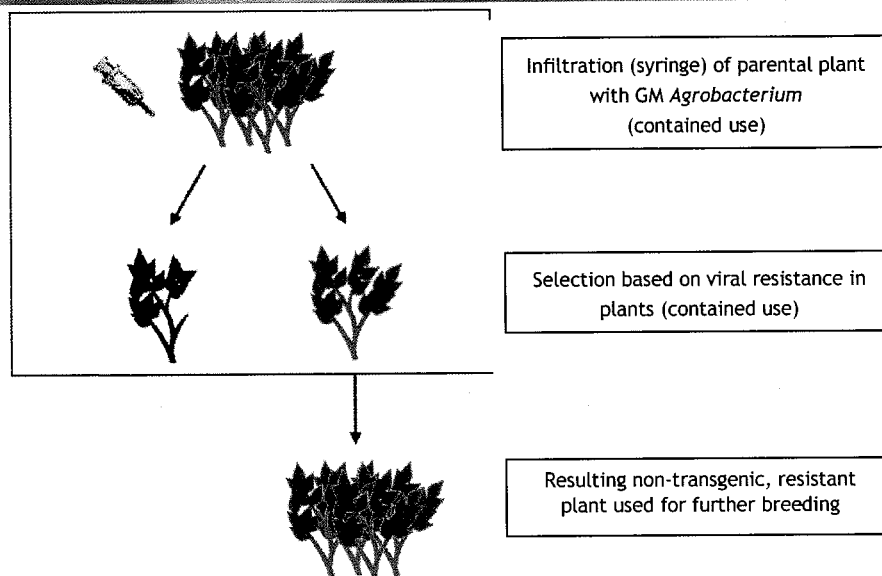 Infiltration (syringe) of parental plant
with GM Agrobacterium
(contained use)
Selection based on viral resistance in
plants (contained use)
Resulting non-transgenic, resistant
plant used for further breeding